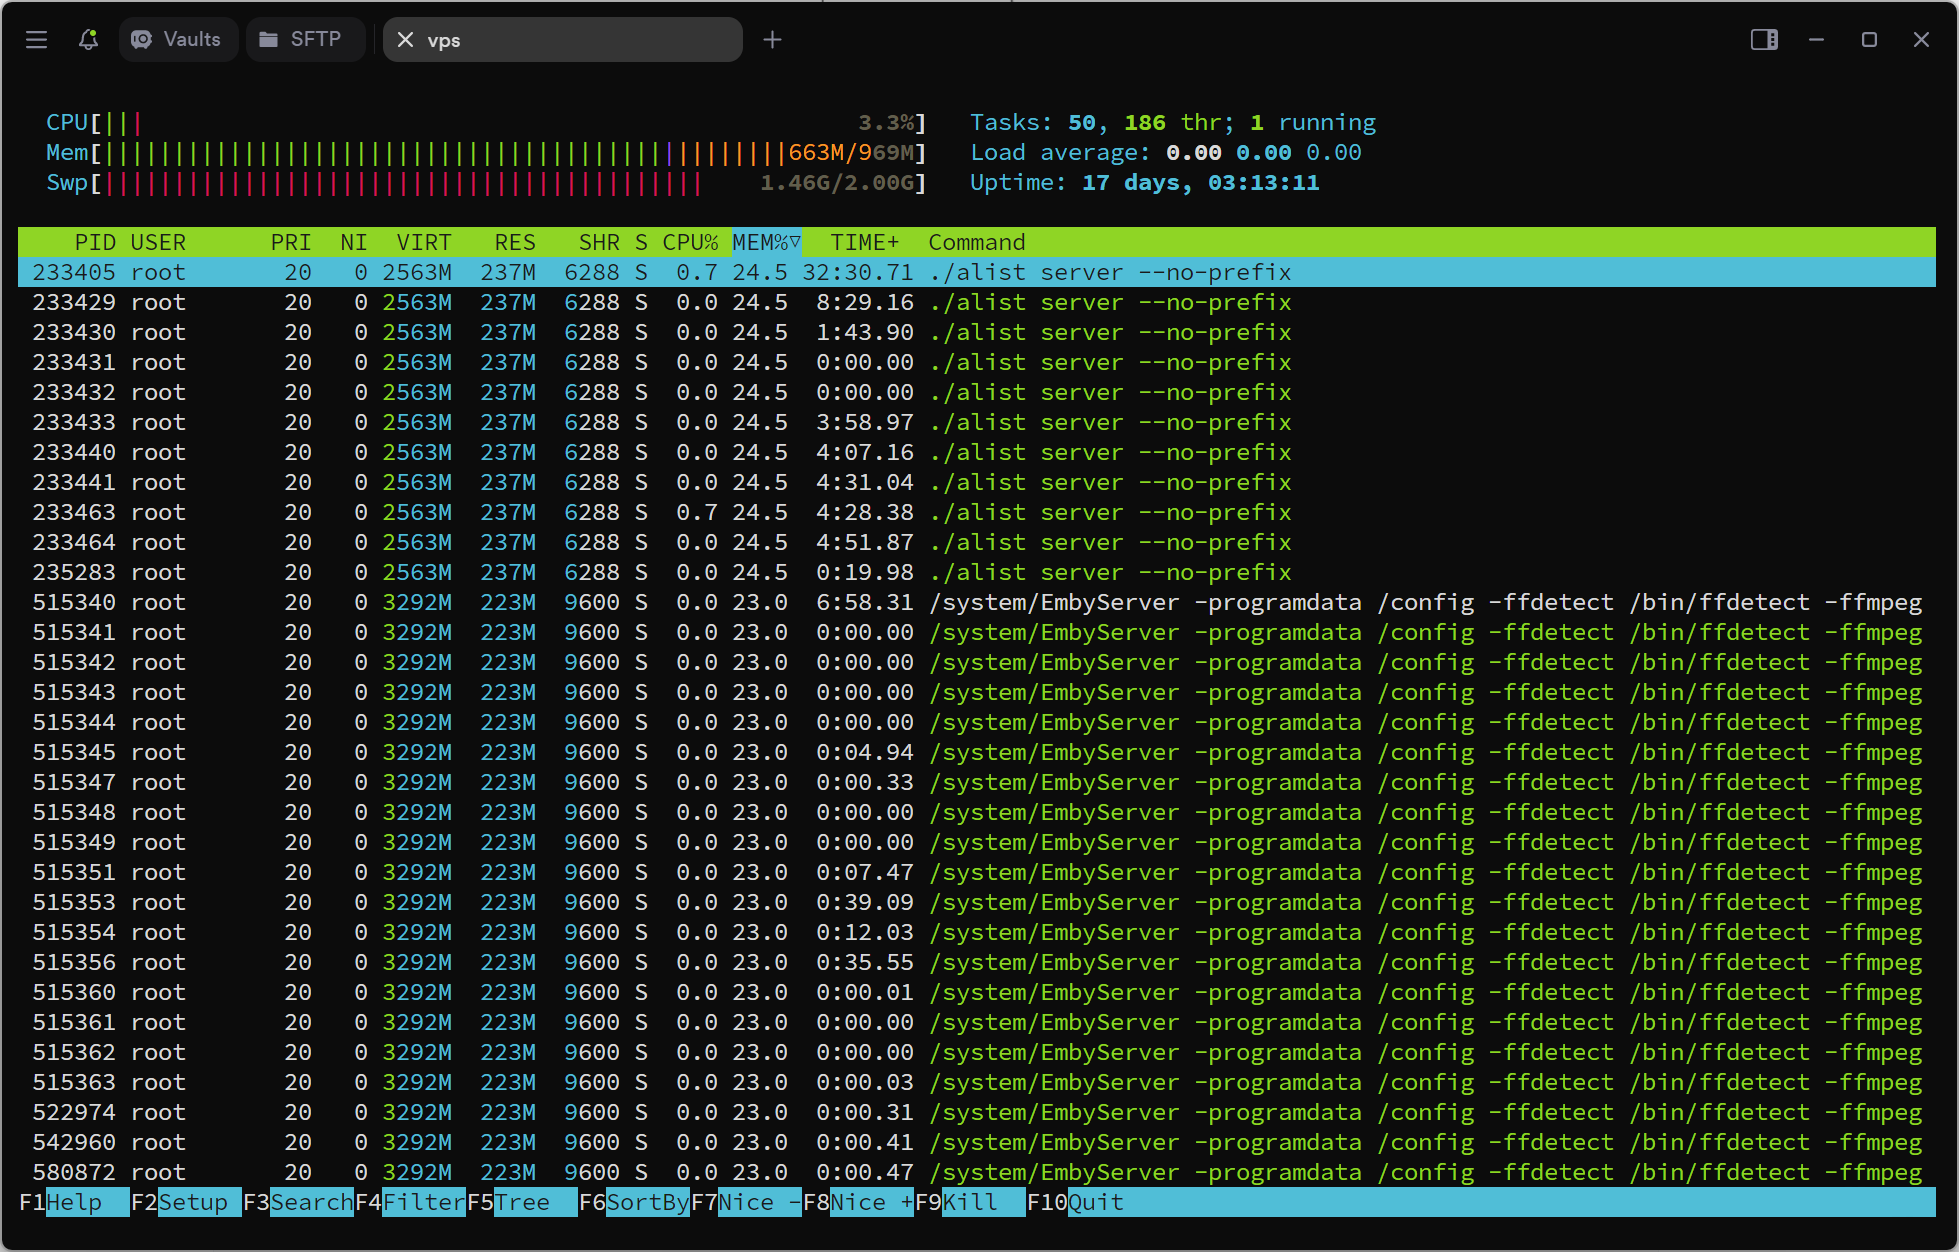 Vaults SFTP vps
CPU[||| 3.3%] Tasks: 50, 186 thr; 1 running
Mem[|||||||||||||||||||||||||||||||||||||||||||||||||663M/969M] Load average: 0.00 0.00 0.00
Swp[||||||||||||||||||||||||||||||||||||||||||| 1.46G/2.00G] Uptime: 17 days, 03:13:11
PID USER PRI NI VIRT RES SHR S CPU% MEM%▽ TIME+ Command
233405 root 20 0 2563M 237M 6288 S 0.7 24.5 32:30.71 ./alist server --no-prefix
233429 root 20 0 2563M 237M 6288 S 0.0 24.5 8:29.16 ./alist server --no-prefix
233430 root 20 0 2563M 237M 6288 S 0.0 24.5 1:43.90 ./alist server --no-prefix
233431 root 20 0 2563M 237M 6288 S 0.0 24.5 0:00.00 ./alist server --no-prefix
233432 root 20 0 2563M 237M 6288 S 0.0 24.5 0:00.00 ./alist server --no-prefix
233433 root 20 0 2563M 237M 6288 S 0.0 24.5 3:58.97 ./alist server --no-prefix
233440 root 20 0 2563M 237M 6288 S 0.0 24.5 4:07.16 ./alist server --no-prefix
233441 root 20 0 2563M 237M 6288 S 0.0 24.5 4:31.04 ./alist server --no-prefix
233463 root 20 0 2563M 237M 6288 S 0.7 24.5 4:28.38 ./alist server --no-prefix
233464 root 20 0 2563M 237M 6288 S 0.0 24.5 4:51.87 ./alist server --no-prefix
235283 root 20 0 2563M 237M 6288 S 0.0 24.5 0:19.98 ./alist server --no-prefix
515340 root 20 0 3292M 223M 9600 S 0.0 23.0 6:58.31 /system/EmbyServer -programdata /config -ffdetect /bin/ffdetect -ffmpeg
515341 root 20 0 3292M 223M 9600 S 0.0 23.0 0:00.00 /system/EmbyServer -programdata /config -ffdetect /bin/ffdetect -ffmpeg
515342 root 20 0 3292M 223M 9600 S 0.0 23.0 0:00.00 /system/EmbyServer -programdata /config -ffdetect /bin/ffdetect -ffmpeg
515343 root 20 0 3292M 223M 9600 S 0.0 23.0 0:00.00 /system/EmbyServer -programdata /config -ffdetect /bin/ffdetect -ffmpeg
515344 root 20 0 3292M 223M 9600 S 0.0 23.0 0:00.00 /system/EmbyServer -programdata /config -ffdetect /bin/ffdetect -ffmpeg
515345 root 20 0 3292M 223M 9600 S 0.0 23.0 0:04.94 /system/EmbyServer -programdata /config -ffdetect /bin/ffdetect -ffmpeg
515347 root 20 0 3292M 223M 9600 S 0.0 23.0 0:00.33 /system/EmbyServer -programdata /config -ffdetect /bin/ffdetect -ffmpeg
515348 root 20 0 3292M 223M 9600 S 0.0 23.0 0:00.00 /system/EmbyServer -programdata /config -ffdetect /bin/ffdetect -ffmpeg
515349 root 20 0 3292M 223M 9600 S 0.0 23.0 0:00.00 /system/EmbyServer -programdata /config -ffdetect /bin/ffdetect -ffmpeg
515351 root 20 0 3292M 223M 9600 S 0.0 23.0 0:07.47 /system/EmbyServer -programdata /config -ffdetect /bin/ffdetect -ffmpeg
515353 root 20 0 3292M 223M 9600 S 0.0 23.0 0:39.09 /system/EmbyServer -programdata /config -ffdetect /bin/ffdetect -ffmpeg
515354 root 20 0 3292M 223M 9600 S 0.0 23.0 0:12.03 /system/EmbyServer -programdata /config -ffdetect /bin/ffdetect -ffmpeg
515356 root 20 0 3292M 223M 9600 S 0.0 23.0 0:35.55 /system/EmbyServer -programdata /config -ffdetect /bin/ffdetect -ffmpeg
515360 root 20 0 3292M 223M 9600 S 0.0 23.0 0:00.01 /system/EmbyServer -programdata /config -ffdetect /bin/ffdetect -ffmpeg
515361 root 20 0 3292M 223M 9600 S 0.0 23.0 0:00.00 /system/EmbyServer -programdata /config -ffdetect /bin/ffdetect -ffmpeg
515362 root 20 0 3292M 223M 9600 S 0.0 23.0 0:00.00 /system/EmbyServer -programdata /config -ffdetect /bin/ffdetect -ffmpeg
515363 root 20 0 3292M 223M 9600 S 0.0 23.0 0:00.03 /system/EmbyServer -programdata /config -ffdetect /bin/ffdetect -ffmpeg
522974 root 20 0 3292M 223M 9600 S 0.0 23.0 0:00.31 /system/EmbyServer -programdata /config -ffdetect /bin/ffdetect -ffmpeg
542960 root 20 0 3292M 223M 9600 S 0.0 23.0 0:00.41 /system/EmbyServer -programdata /config -ffdetect /bin/ffdetect -ffmpeg
580872 root 20 0 3292M 223M 9600 S 0.0 23.0 0:00.47 /system/EmbyServer -programdata /config -ffdetect /bin/ffdetect -ffmpeg
F1Help F2Setup F3SearchF4FilterF5Tree F6SortByF7Nice -F8Nice +F9Kill F10Quit